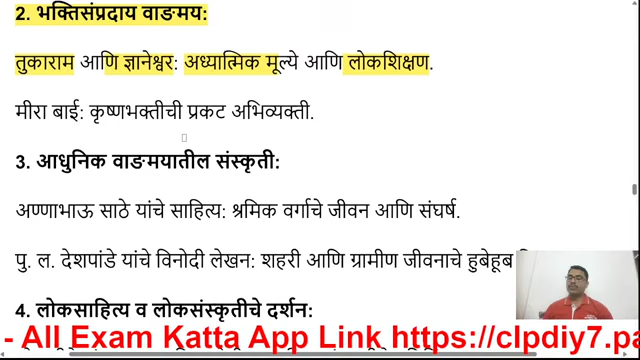 2. भक्तिसंप्रदाय वाङमय:
तुकाराम आणि ज्ञानेश्वर: अध्यात्मिक मूल्ये आणि लोकशिक्षण.
मीरा बाई: कृष्णभक्तीची प्रकट अभिव्यक्ती.
3. आधुनिक वाङमयातील संस्कृती:
अण्णाभाऊ साठे यांचे साहित्य: श्रमिक वर्गाचे जीवन आणि संघर्ष.
पु. ल. देशपांडे यांचे विनोदी लेखन: शहरी आणि ग्रामीण जीवनाचे हुबेहूब
4. लोकसाहित्य व लोकसंस्कृतीचे दर्शन:
- All Exam Katta App Link https://clpdiy7.pa